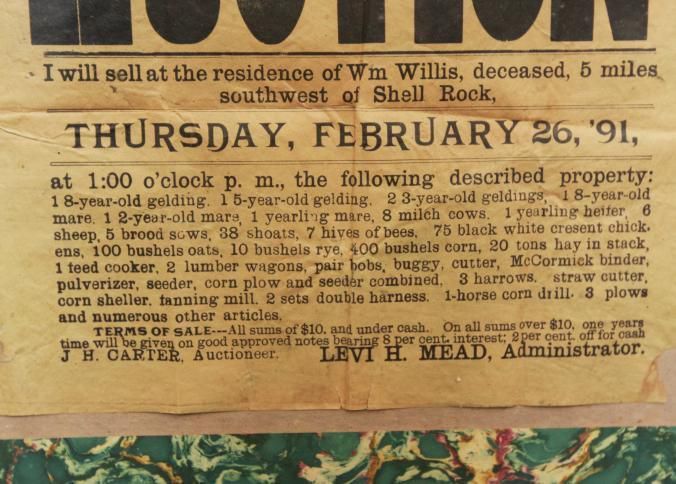 AUCTION
I will sell at the residence of Wm Willis, deceased, 5 miles
southwest of Shell Rock,
THURSDAY, FEBRUARY 26, '91,
at 1:00 o'clock p. m., the following described property:
1 8-year-old gelding. 1 5-year-old gelding, 2 3-year-old geldings, 1 8-year-old
mare. 1 2-year-old mare, 1 yearling mare, 8 milch cows. 1 yearling heifer, 6
sheep, 5 brood sows, 38 shoats, 7 hives of bees. 75 black white cresent chick-
ens, 100 bushels oats, 10 bushels rye, 400 bushels corn, 20 tons hay in stack,
1 feed cooker, 2 lumber wagons, pair bobs, buggy, cutter, McCormick binder,
pulverizer, seeder, corn plow and seeder combined, 3 harrows. straw cutter,
corn sheller. fanning mill. 2 sets double harness. 1-horse corn drill. 3 plows
and numerous other articles.
TERMS OF SALE---All sums of $10, and under cash. On all sums over $10, one years
time will be given on good approved notes bearing 8 per cent. interest; 2 per cent. off for cash
J H. CARTER, Auctioneer. LEVI H. MEAD, Administrator.